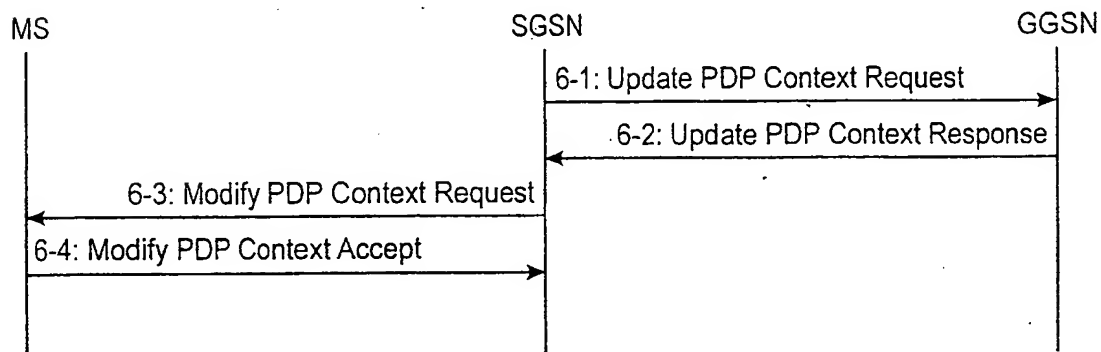 MS
SGSN
GGSN
6-1: Update PDP Context Request
6-2: Update PDP Context Response
6-3: Modify PDP Context Request
6-4: Modify PDP Context Accept